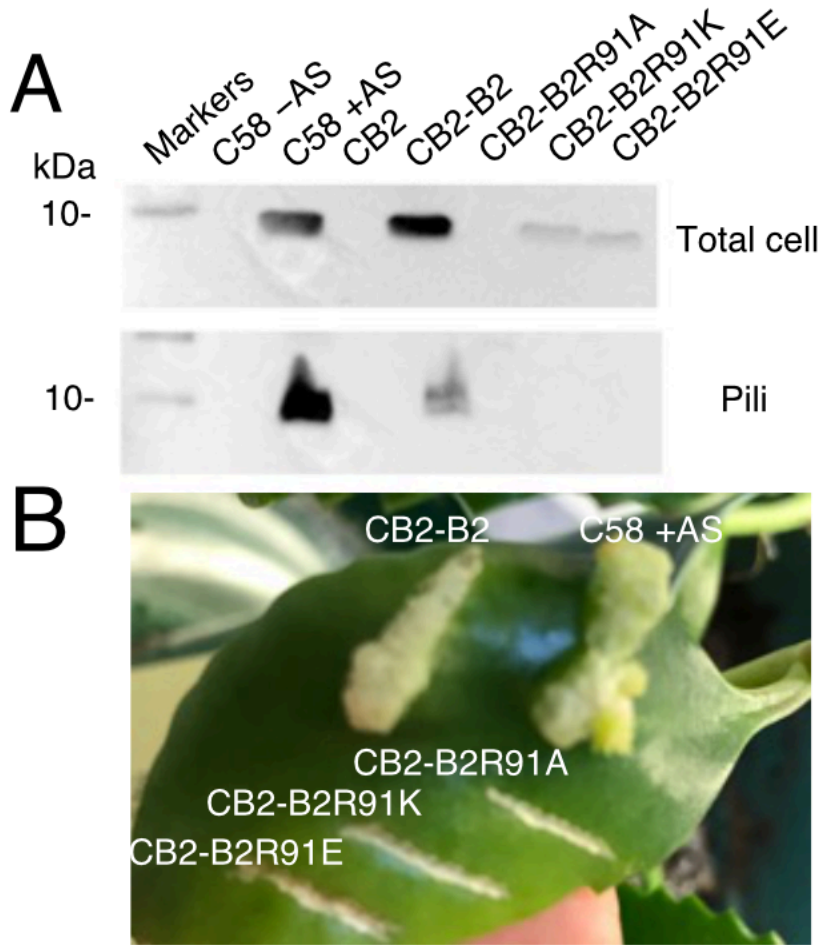 A
Markers
C58 –AS
C58 +AS
CB2
CB2-B2
CB2-B2R91A
CB2-B2R91K
CB2-B2R91E
kDa
10-
Total cell
10-
Pili
B
CB2-B2
C58 +AS
CB2-B2R91A
CB2-B2R91K
CB2-B2R91E